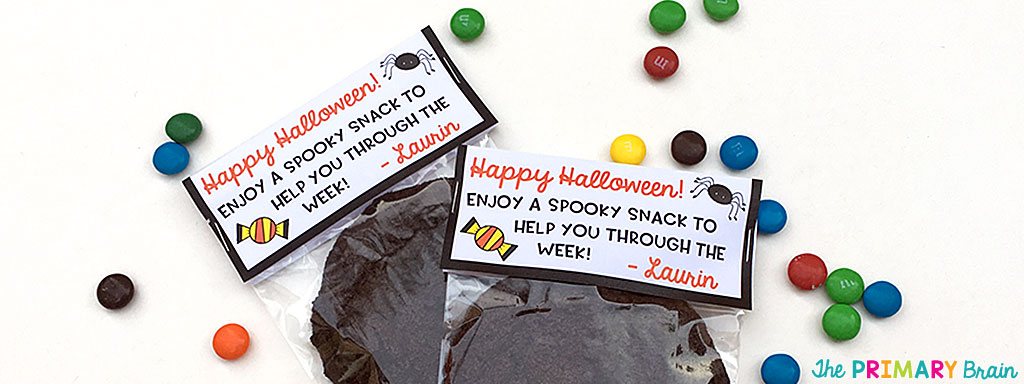 Happy Halloween!
ENJOY A SPOOKY SNACK TO
HELP YOU THROUGH THE
WEEK!
- Laurin
Happy Halloween!
ENJOY A SPOOKY SNACK TO
HELP YOU THROUGH THE
WEEK!
- Laurin
m
m
The PRIMARY Brain